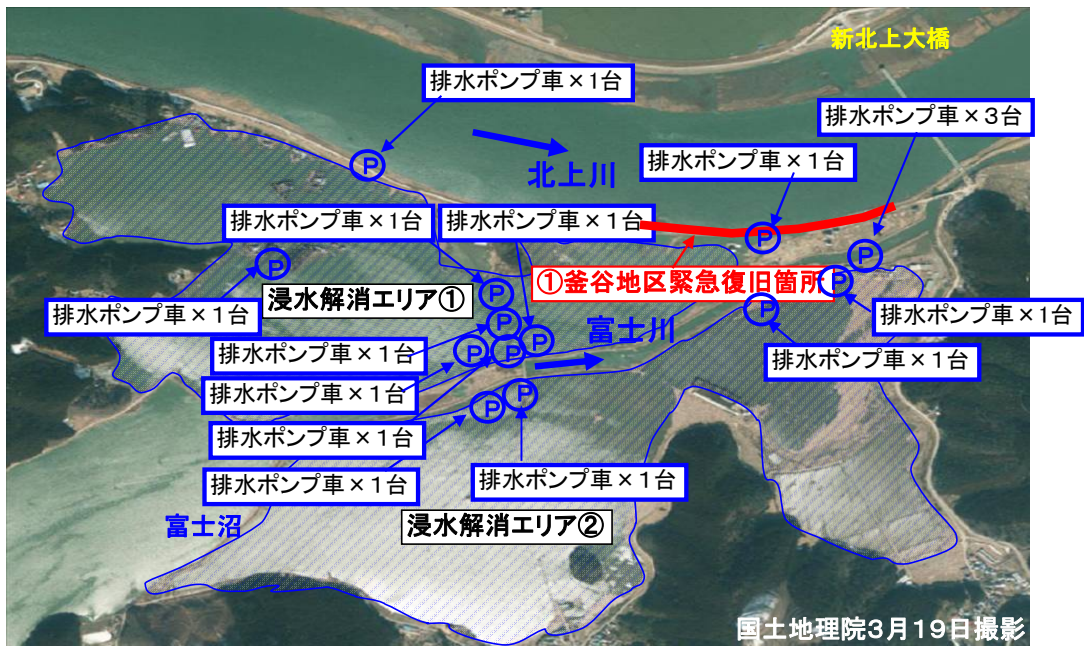 新北上大橋
排水ポンプ車×1台
排水ポンプ車×3台
P
北上川
排水ポンプ車×1台
排水ポンプ車×1台
排水ポンプ車×1台
P
P
P
①釜谷地区緊急復旧箇所
P
P
浸水解消エリア①
排水ポンプ車×1台
P
P
排水ポンプ車×1台
P
富士川
P
排水ポンプ車×1台
P
P
排水ポンプ車×1台
排水ポンプ車×1台
P
P
排水ポンプ車×1台
排水ポンプ車×1台
排水ポンプ車×1台
富士沼
浸水解消エリア②
国土地理院3月19日撮影